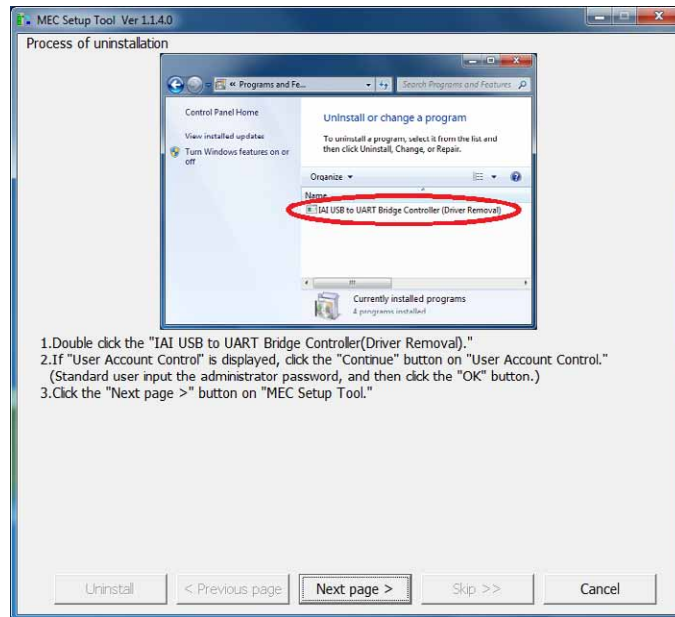 MEC Setup Tool Ver 1.1.4.0
Process of uninstallation
« Programs and Fe...
Search Programs and Features
Control Panel Home
View installed updates
Turn Windows features on or
off
Uninstall or change a program
To uninstall a program, select it from the list and
then click Uninstall, Change, or Repair.
Organize
Name
IAI USB to UART Bridge Controller (Driver Removal)
Currently installed programs
4 programs installed
1.Double click the "IAI USB to UART Bridge Controller(Driver Removal)."
2.If "User Account Control" is displayed, click the "Continue" button on "User Account Control."
(Standard user input the administrator password, and then click the "OK" button.)
3.Click the "Next page >" button on "MEC Setup Tool."
Uninstall
< Previous page
Next page >
Skip >>
Cancel